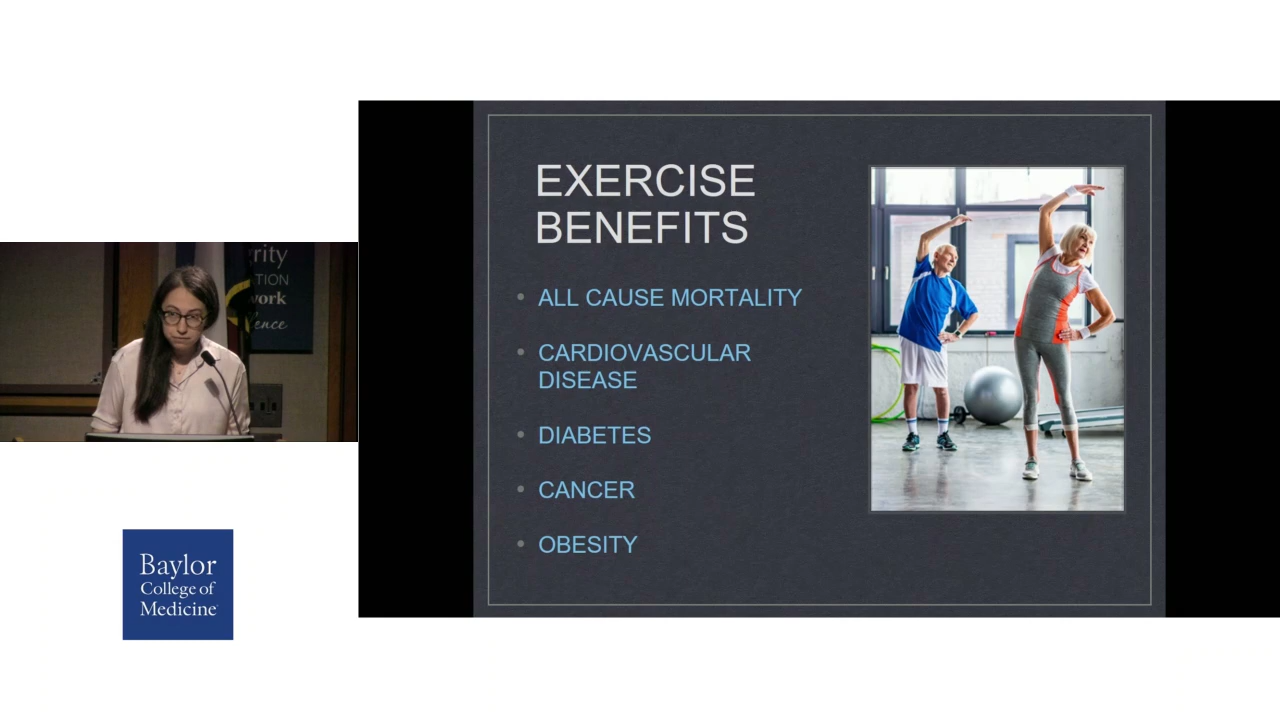 EXERCISE
BENEFITS
ALL CAUSE MORTALITY
CARDIOVASCULAR
DISEASE
DIABETES
CANCER
OBESITY
Baylor
College of
Medicine